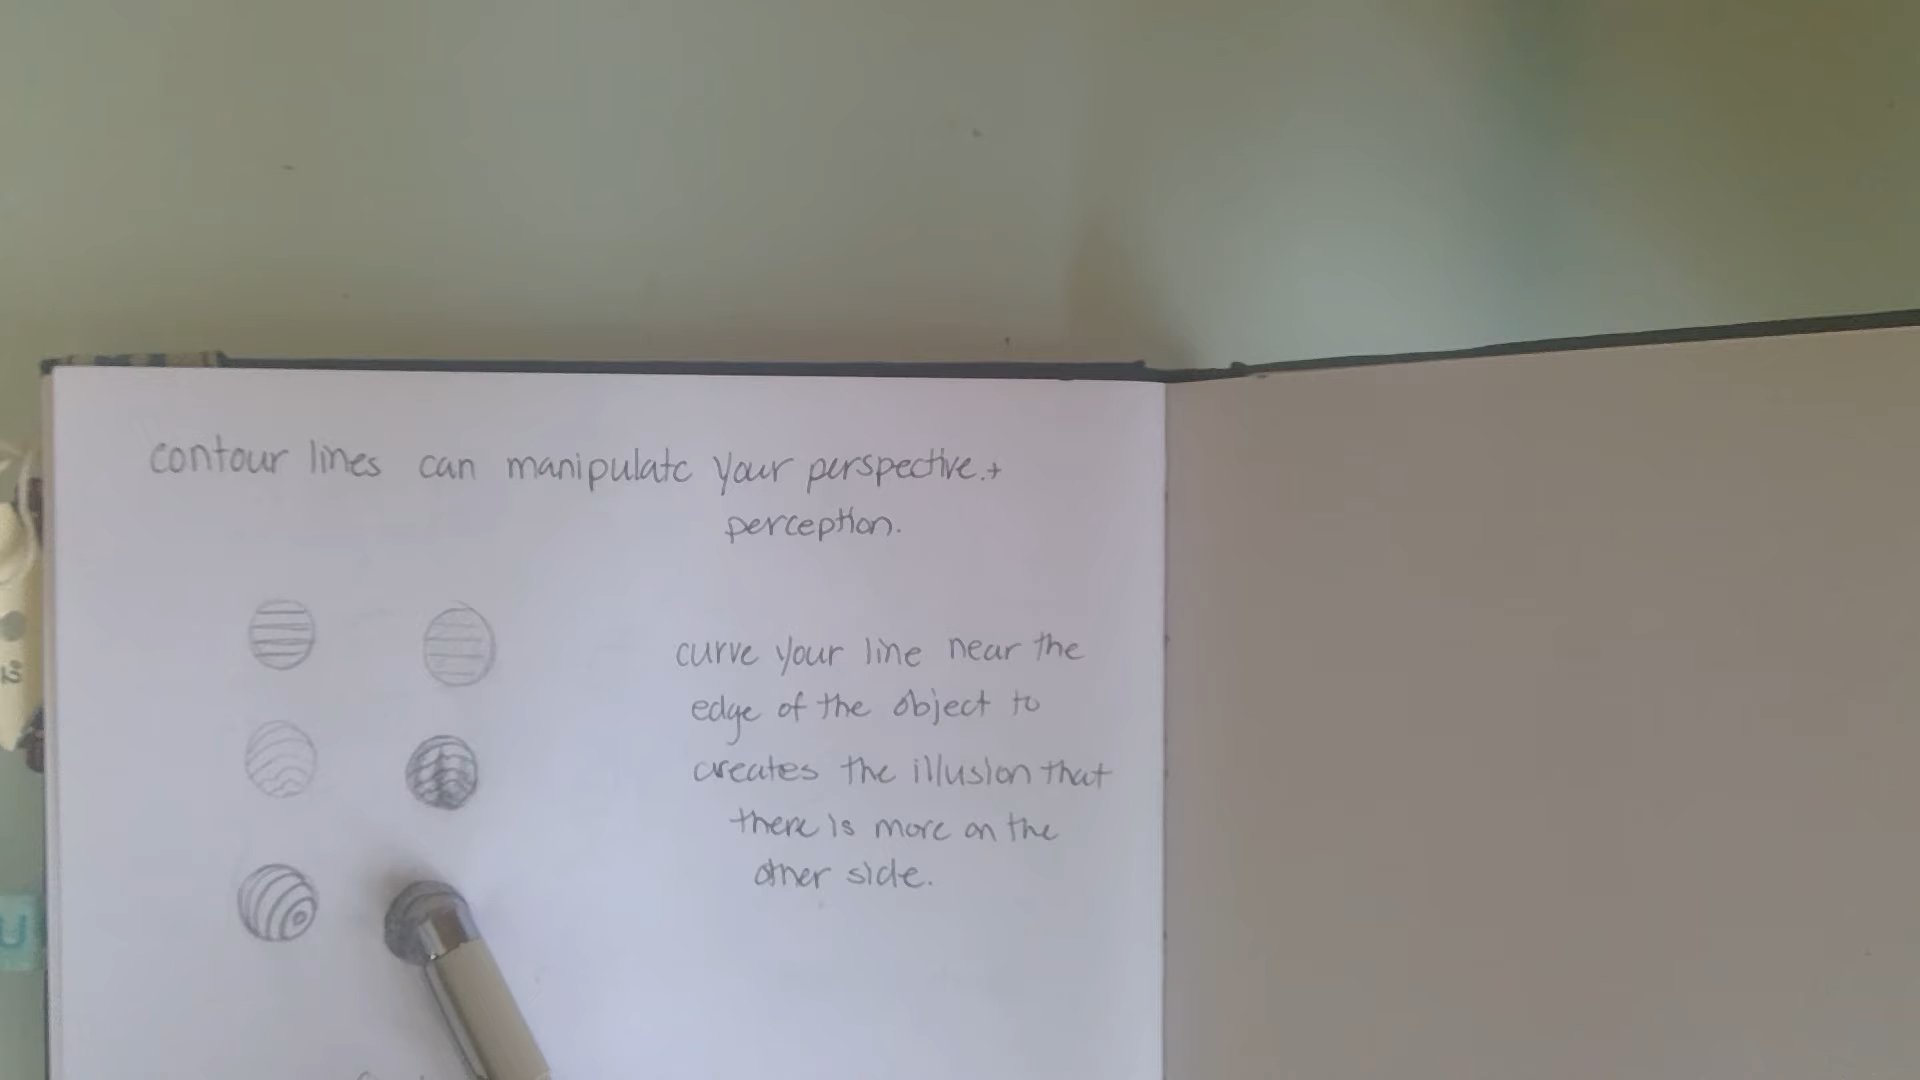 contour lines can manipulate your perspective.+
perception.
curve your line near the
edge of the object to
creates the illusion that
there is more on the
other side.
U